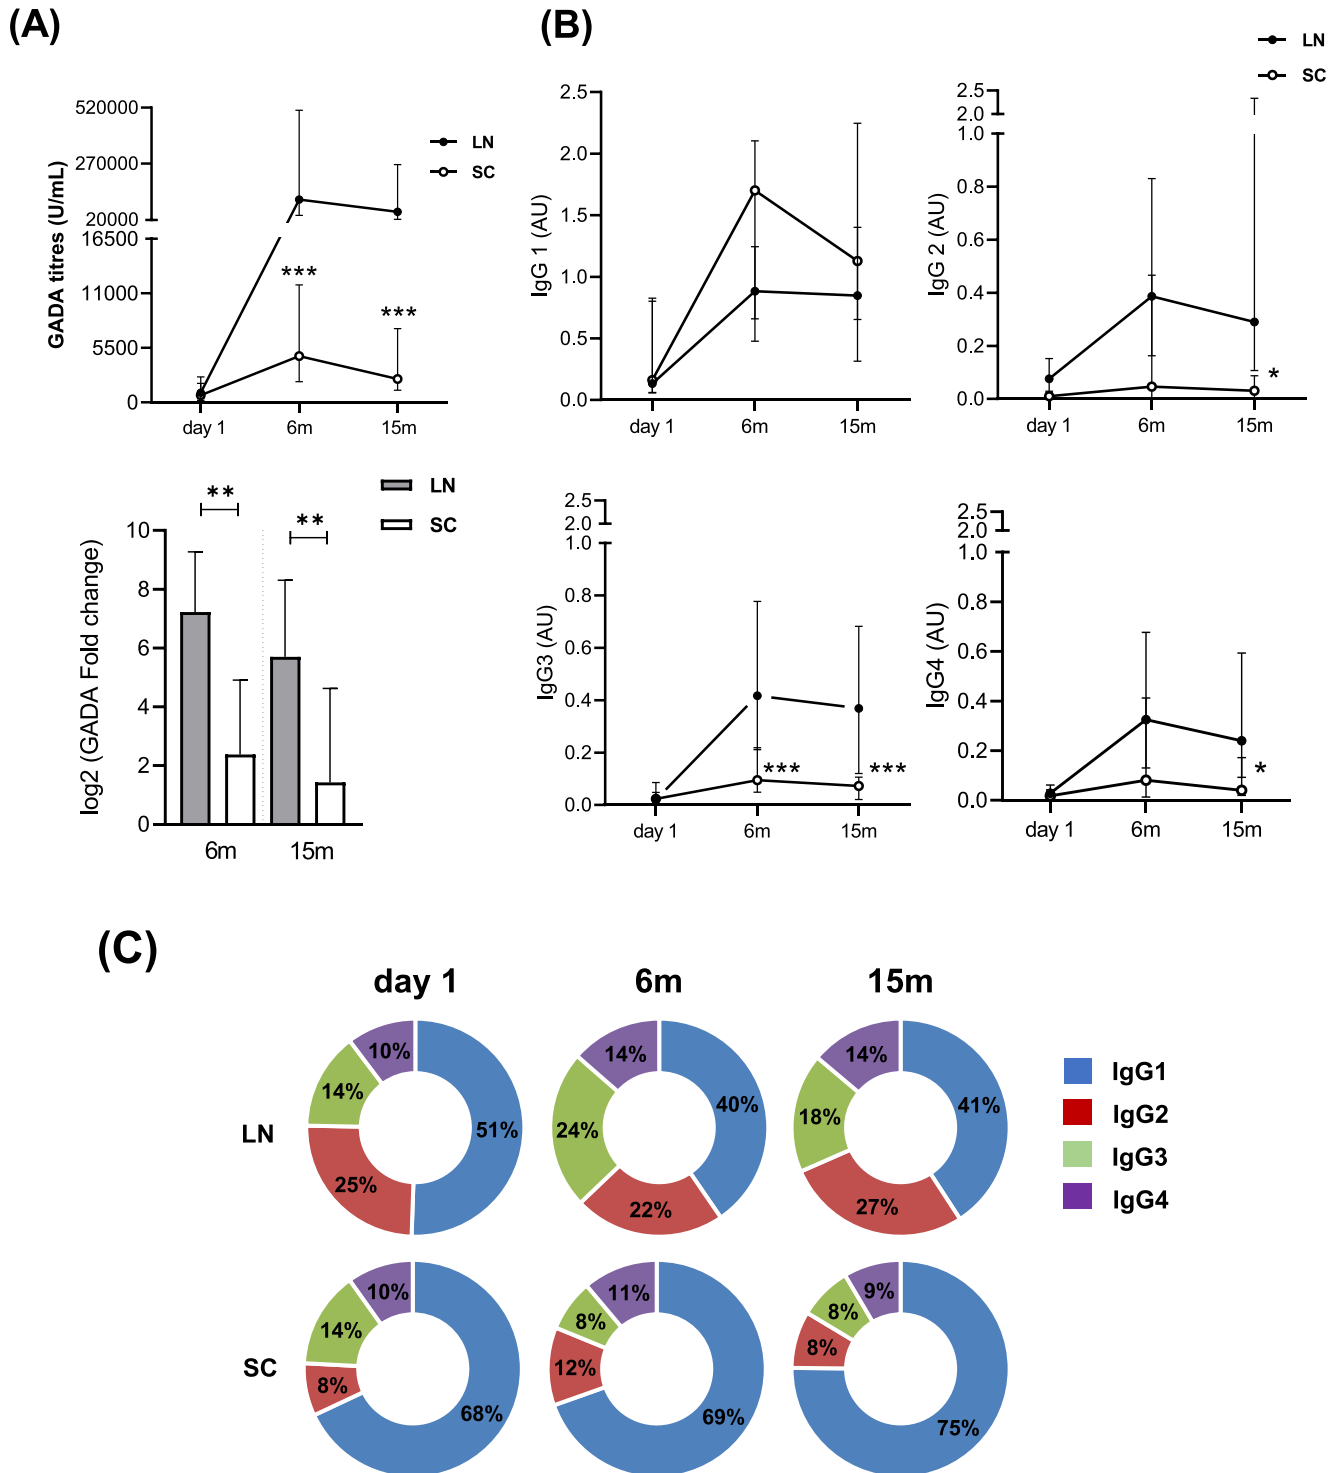 (A)
520000
270000
20000
16500
11000
5500
0
GADA titres (U/mL)
LN
SC
***
***
day 1 6m 15m
LN
SC
** **
10
8
6
4
2
0
log2 (GADA Fold change)
6m 15m
(B)
LN
SC
2.5
2.0
1.5
1.0
0.5
0.0
IgG 1 (AU)
day 1 6m 15m
2.5
2.0
1.0
0.8
0.6
0.4
0.2
0.0
IgG 2 (AU)
*
day 1 6m 15m
2.5
2.0
1.0
0.8
0.6
0.4
0.2
0.0
IgG3 (AU)
*** ***
day 1 6m 15m
2.5
2.0
1.0
0.8
0.6
0.4
0.2
0.0
IgG4 (AU)
*
day 1 6m 15m
(C)
day 1 6m 15m
LN
10% 14% 25% 51%
14% 24% 22% 40%
14% 18% 27% 41%
SC
10% 14% 8% 68%
11% 8% 12% 69%
9% 8% 8% 75%
IgG1
IgG2
IgG3
IgG4